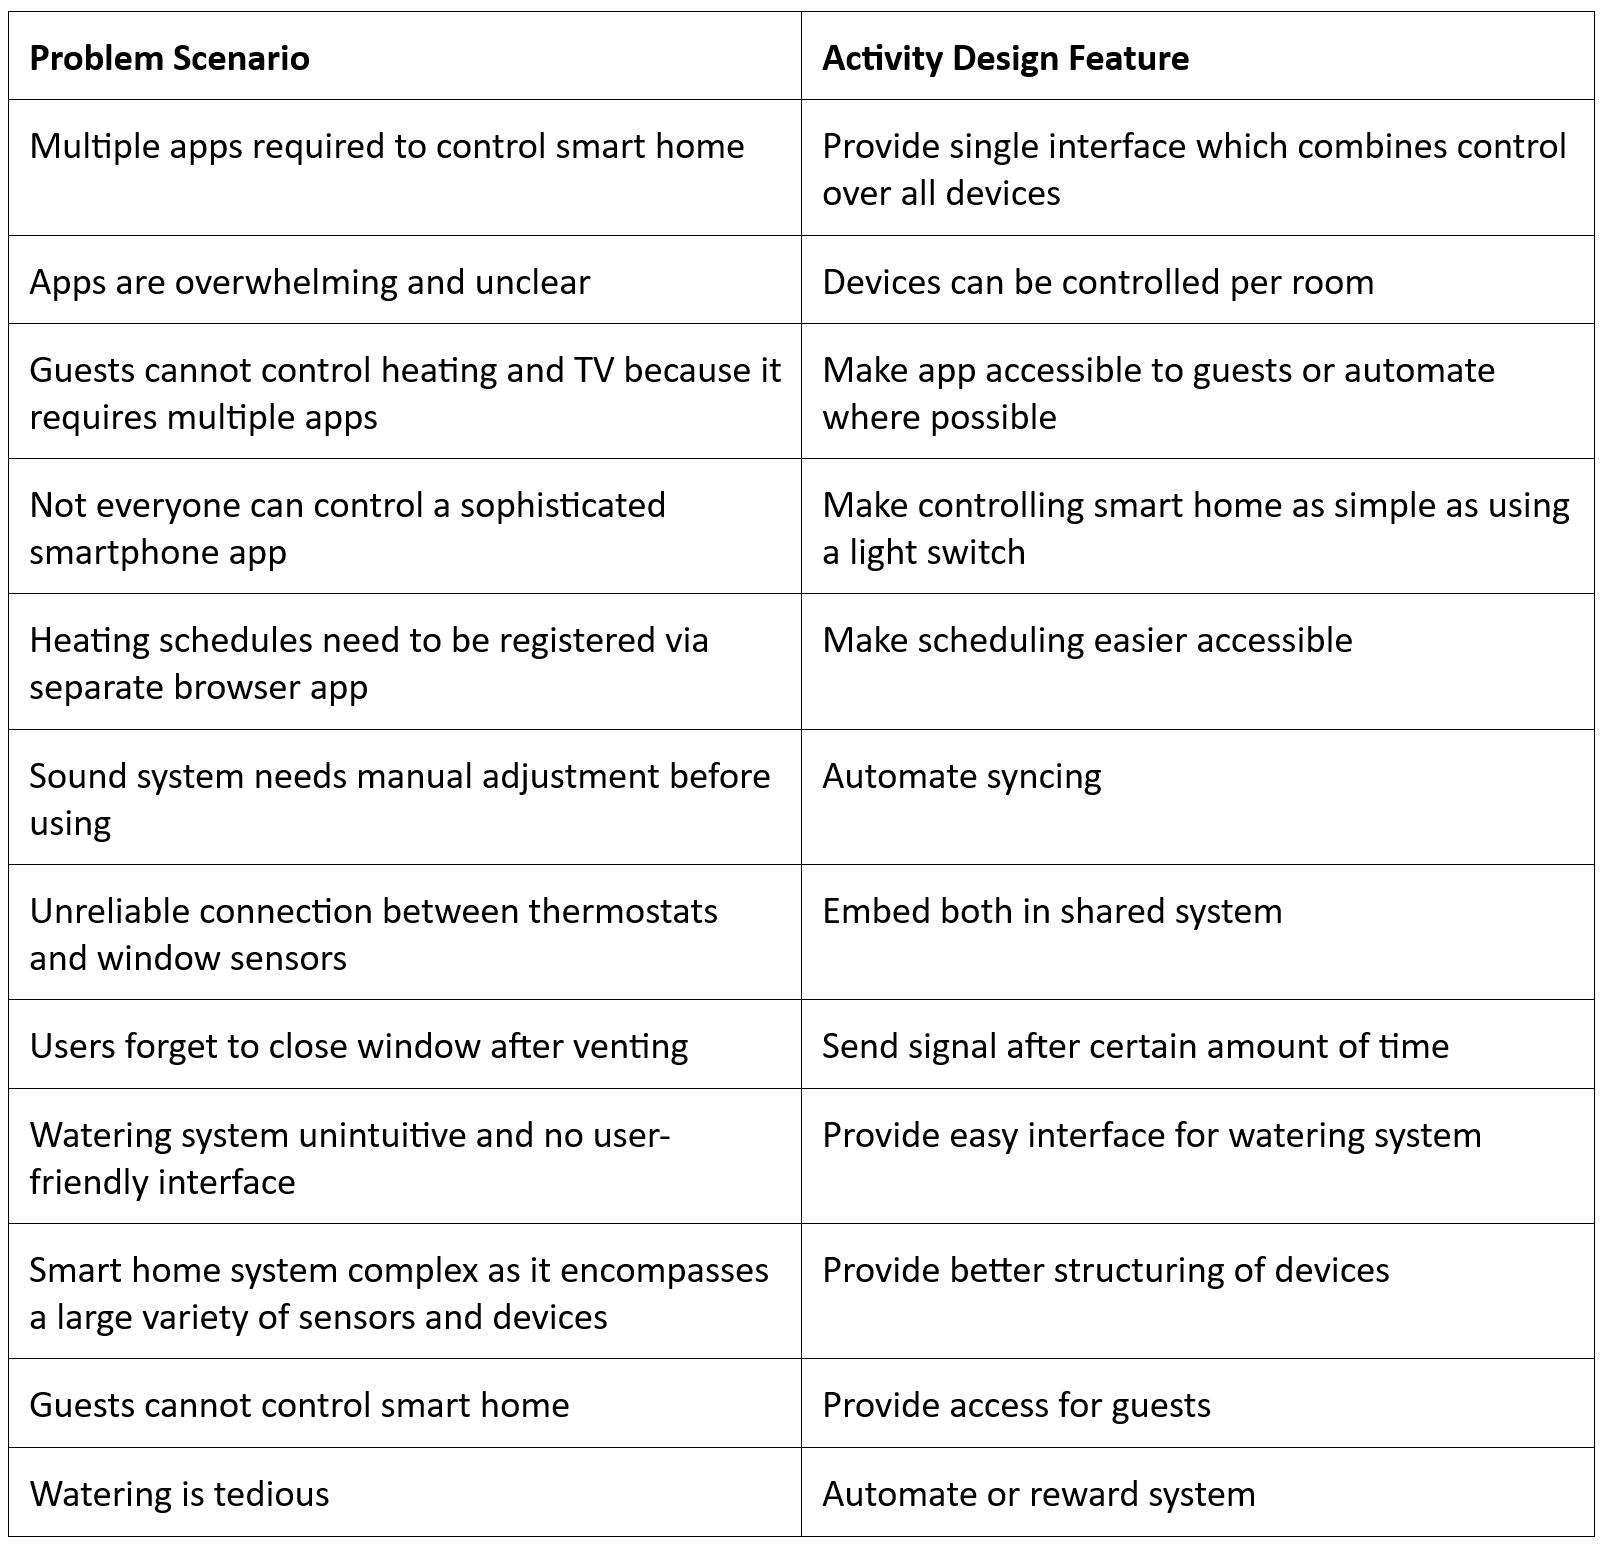 Problem Scenario
Activity Design Feature
Multiple apps required to control smart home
Provide single interface which combines control
over all devices
Apps are overwhelming and unclear
Devices can be controlled per room
Guests cannot control heating and TV because it
requires multiple apps
Make app accessible to guests or automate
where possible
Not everyone can control a sophisticated
smartphone app
Make controlling smart home as simple as using
a light switch
Heating schedules need to be registered via
separate browser app
Make scheduling easier accessible
Sound system needs manual adjustment before
using
Automate syncing
Unreliable connection between thermostats
and window sensors
Embed both in shared system
Users forget to close window after venting
Send signal after certain amount of time
Watering system unintuitive and no user-
friendly interface
Provide easy interface for watering system
Smart home system complex as it encompasses
a large variety of sensors and devices
Provide better structuring of devices
Guests cannot control smart home
Provide access for guests
Watering is tedious
Automate or reward system